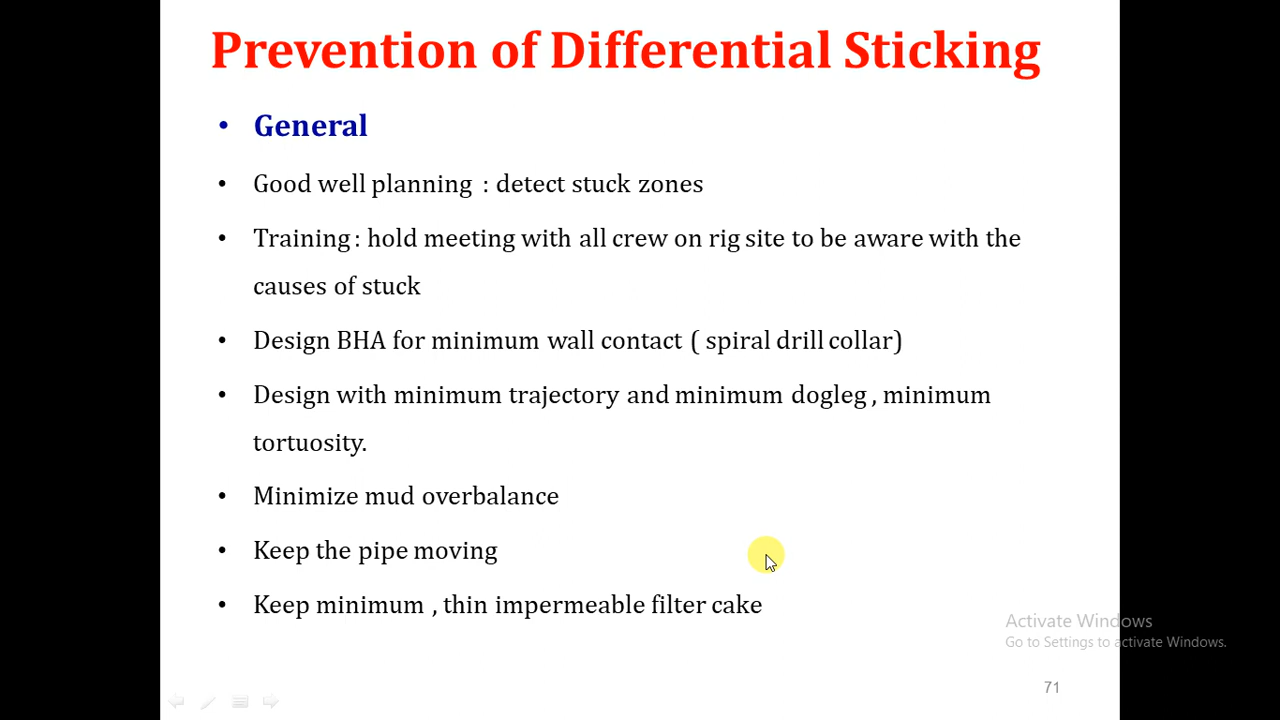 Prevention of Differential Sticking
• General
• Good well planning : detect stuck zones
• Training : hold meeting with all crew on rig site to be aware with the
causes of stuck
• Design BHA for minimum wall contact ( spiral drill collar)
• Design with minimum trajectory and minimum dogleg , minimum
tortuosity.
• Minimize mud overbalance
• Keep the pipe moving
• Keep minimum , thin impermeable filter cake
Activate Windows
Go to Settings to activate Windows.
71